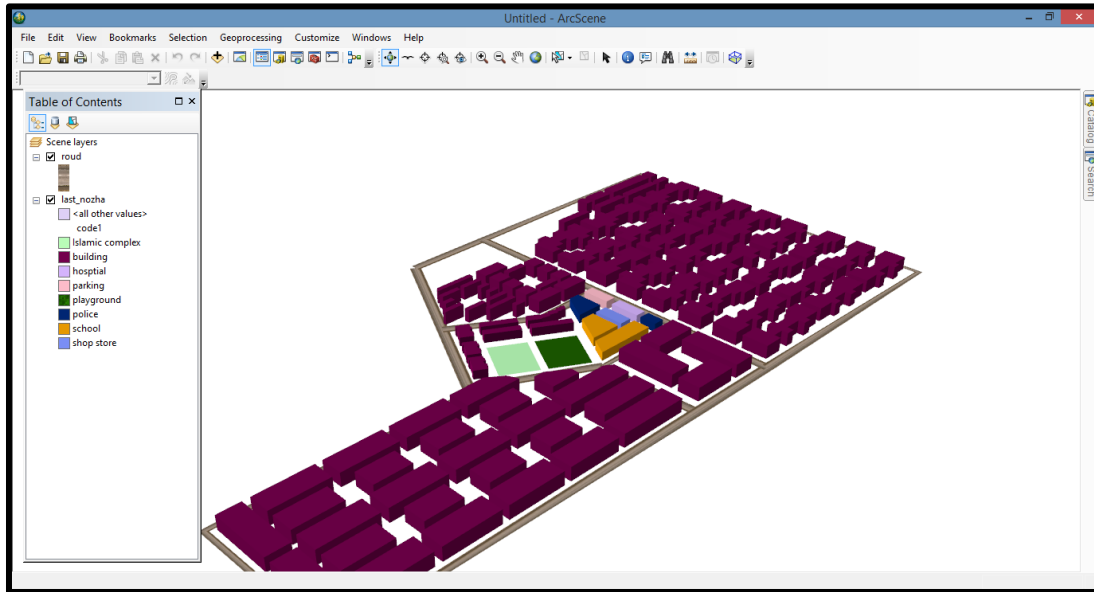 Untitled - ArcScene
File Edit View Bookmarks Selection Geoprocessing Customize Windows Help
Table of Contents
Scene layers
roud
last_nozha
<all other values>
code1
Islamic complex
building
hosptial
parking
playground
police
school
shop store
Catalog
Search